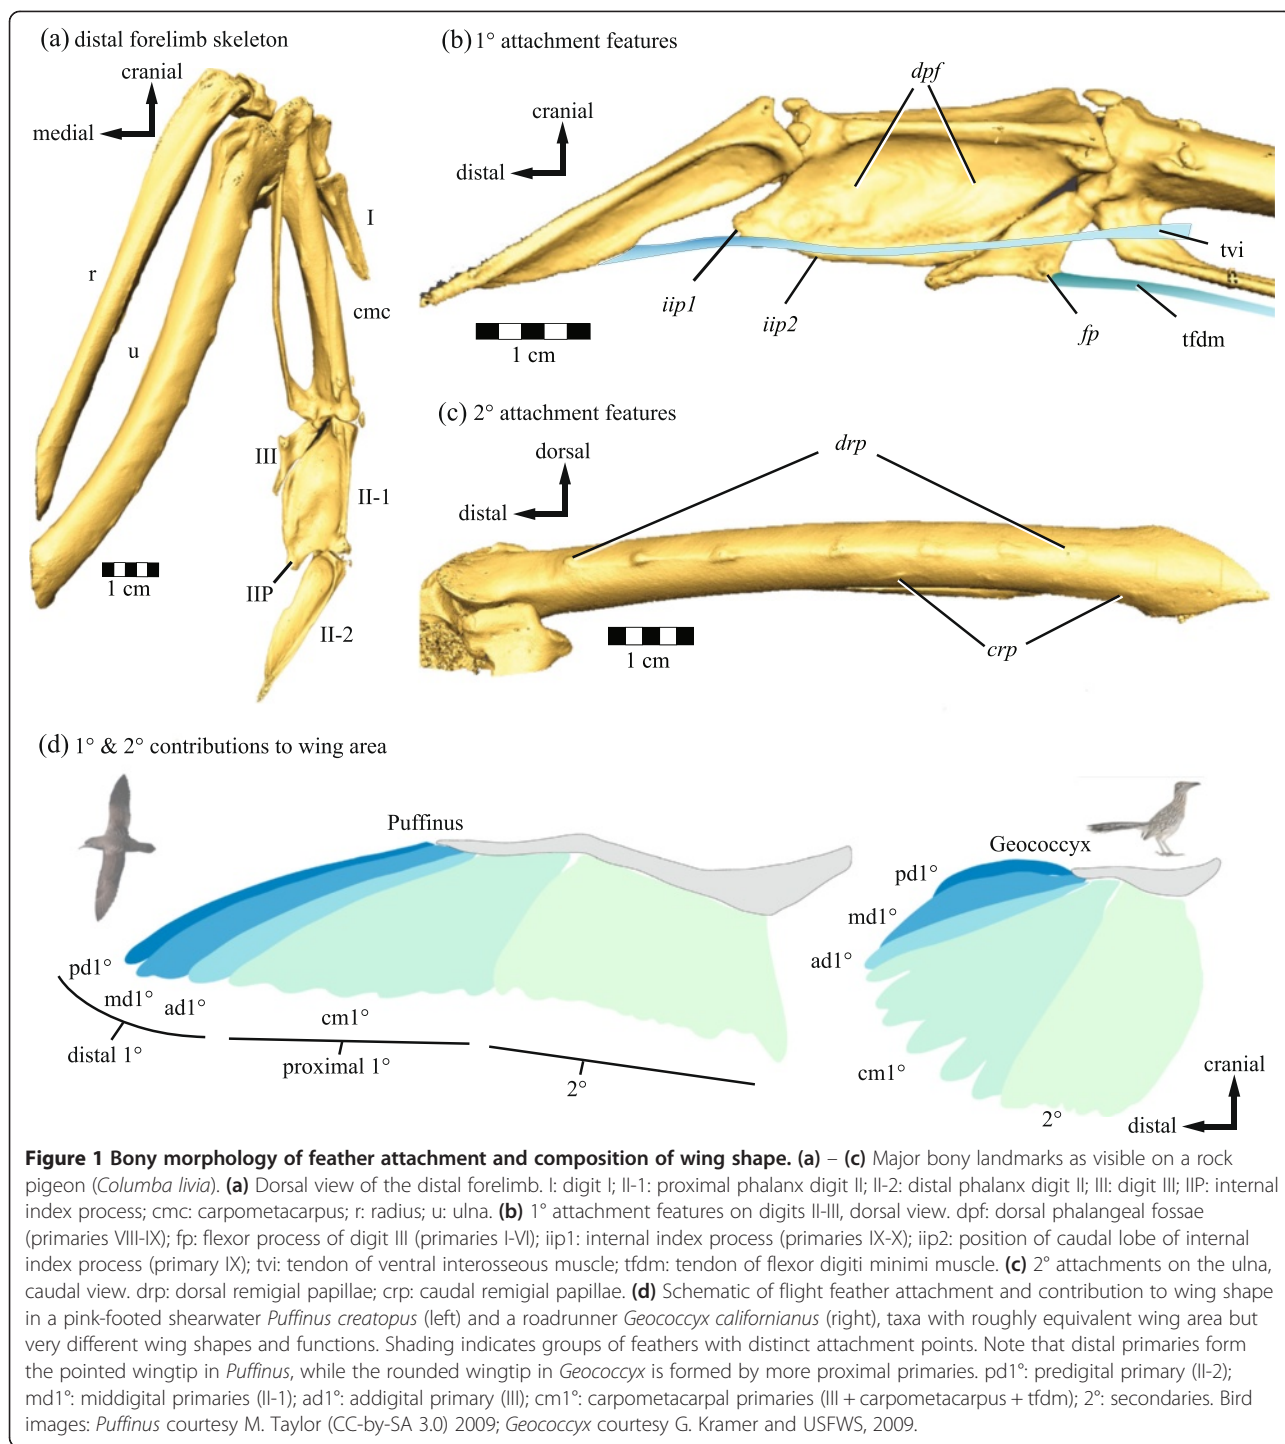 (a) distal forelimb skeleton
cranial
medial
I
r
cmc
u
III
II-1
IIP
1 cm
II-2
(b) 1° attachment features
dpf
cranial
distal
tvi
iip1
iip2
fp
tfdm
1 cm
(c) 2° attachment features
drp
dorsal
distal
crp
1 cm
(d) 1° & 2° contributions to wing area
Puffinus
pd1°
md1°
ad1°
cm1°
distal 1°
proximal 1°
2°
Geococcyx
pd1°
md1°
ad1°
cm1°
2°
cranial
distal
Figure 1 Bony morphology of feather attachment and composition of wing shape. (a) – (c) Major bony landmarks as visible on a rock
pigeon (Columba livia). (a) Dorsal view of the distal forelimb. I: digit I; II-1: proximal phalanx digit II; II-2: distal phalanx digit II; III: digit III; IIP: internal
index process; cmc: carpometacarpus; r: radius; u: ulna. (b) 1° attachment features on digits II-III, dorsal view. dpf: dorsal phalangeal fossae
(primaries VIII-IX); fp: flexor process of digit III (primaries I-VI); iip1: internal index process (primaries IX-X); iip2: position of caudal lobe of internal
index process (primary IX); tvi: tendon of ventral interosseous muscle; tfdm: tendon of flexor digiti minimi muscle. (c) 2° attachments on the ulna,
caudal view. drp: dorsal remigial papillae; crp: caudal remigial papillae. (d) Schematic of flight feather attachment and contribution to wing shape
in a pink-footed shearwater Puffinus creatopus (left) and a roadrunner Geococcyx californianus (right), taxa with roughly equivalent wing area but
very different wing shapes and functions. Shading indicates groups of feathers with distinct attachment points. Note that distal primaries form
the pointed wingtip in Puffinus, while the rounded wingtip in Geococcyx is formed by more proximal primaries. pd1°: predigital primary (II-2);
md1°: middigital primaries (II-1); ad1°: addigital primary (III); cm1°: carpometacarpal primaries (III + carpometacarpus + tfdm); 2°: secondaries. Bird
images: Puffinus courtesy M. Taylor (CC-by-SA 3.0) 2009; Geococcyx courtesy G. Kramer and USFWS, 2009.